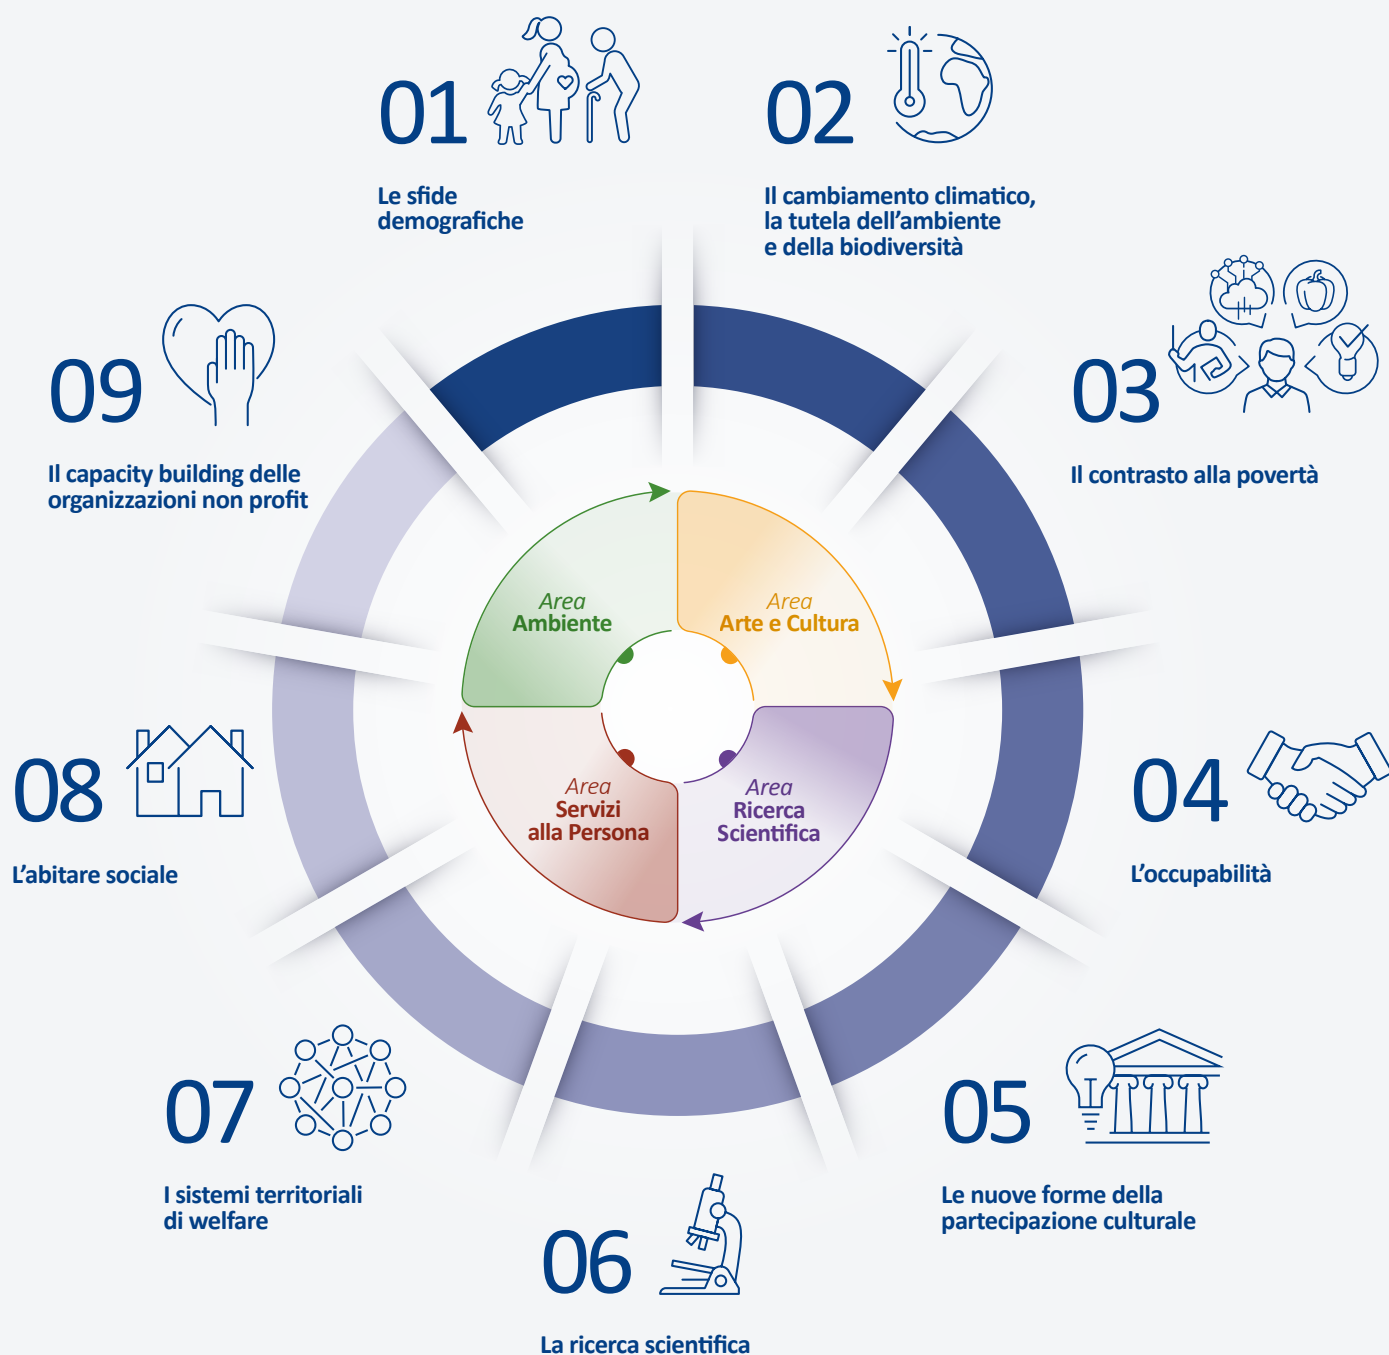 01
Le sfide
demografiche
02
Il cambiamento climatico,
la tutela dell'ambiente
e della biodiversità
03
Il contrasto alla povertà
04
L'occupabilità
05
Le nuove forme della
partecipazione culturale
06
La ricerca scientifica
07
I sistemi territoriali
di welfare
08
L'abitare sociale
09
Il capacity building delle
organizzazioni non profit
Area
Ambiente
Area
Arte e Cultura
Area
Servizi
alla Persona
Area
Ricerca
Scientifica